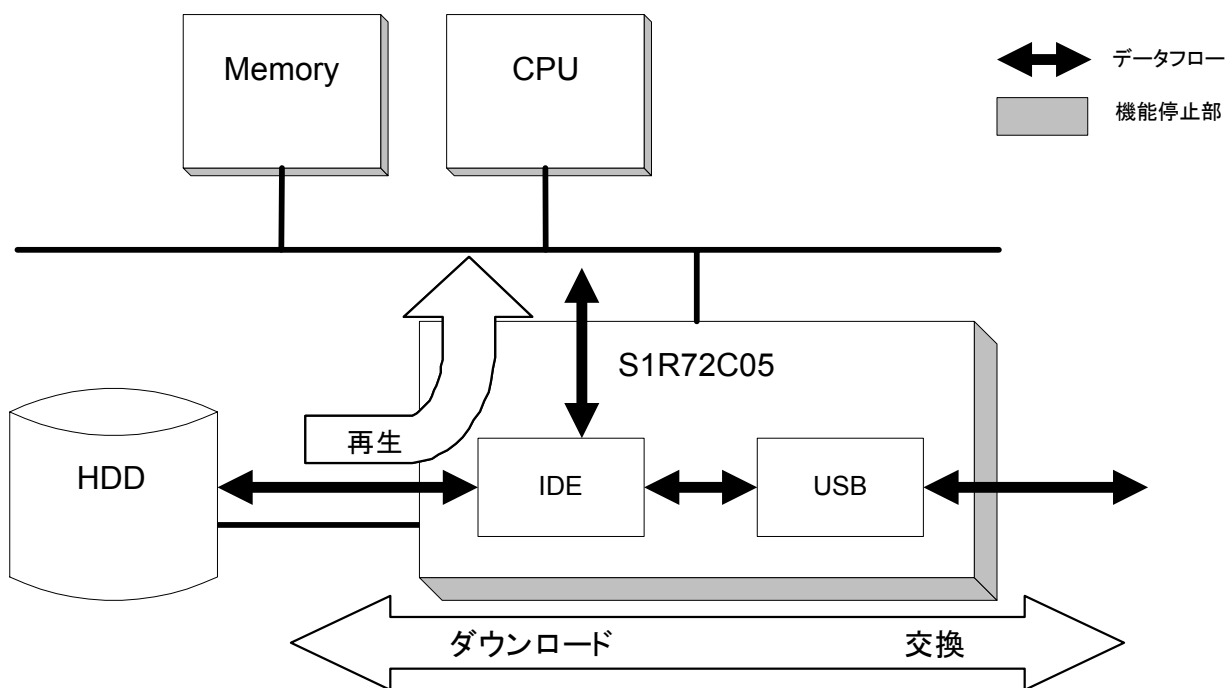 Memory
CPU
データフロー
機能停止部
S1R72C05
再生
HDD
IDE
USB
ダウンロード
交換